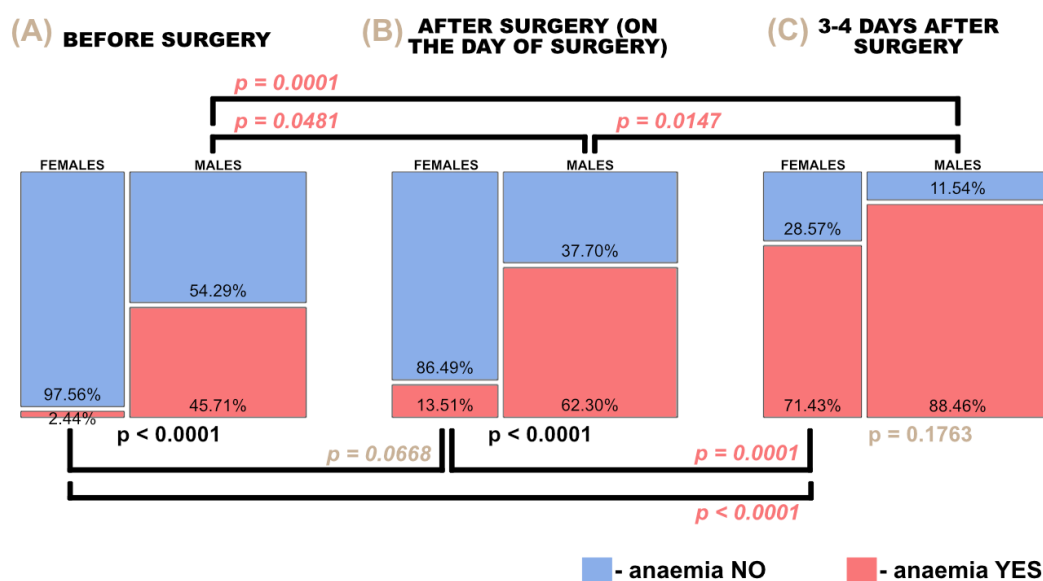 (A) BEFORE SURGERY
(B) AFTER SURGERY (ON
THE DAY OF SURGERY)
(C) 3-4 DAYS AFTER
SURGERY
p = 0.0001
p = 0.0481
p = 0.0147
FEMALES MALES FEMALES MALES FEMALES MALES
11.54%
28.57%
37.70%
54.29%
86.49%
97.56%
2.44% 45.71% 13.51% 62.30% 71.43% 88.46%
p < 0.0001 p < 0.0001 p = 0.1763
p = 0.0668 p = 0.0001
p < 0.0001
- anaemia NO - anaemia YES